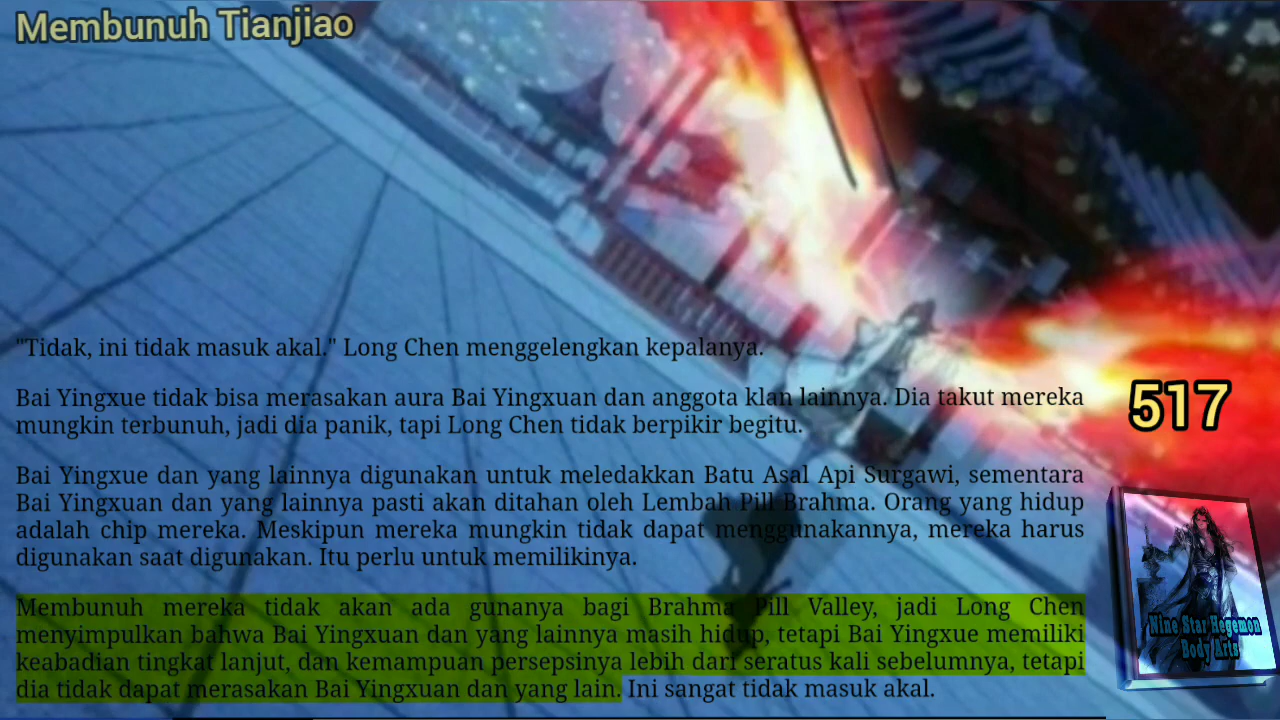 Membunuh Tianjiao
"Tidak, ini tidak masuk akal." Long Chen menggelengkan kepalanya.
Bai Yingxue tidak bisa merasakan aura Bai Yingxuan dan anggota klan lainnya. Dia takut mereka
mungkin terbunuh, jadi dia panik, tapi Long Chen tidak berpikir begitu.
Bai Yingxue dan yang lainnya digunakan untuk meledakkan Batu Asal Api Surgawi, sementara
Bai Yingxuan dan yang lainnya pasti akan ditahan oleh Lembah Pill Brahma. Orang yang hidup
adalah chip mereka. Meskipun mereka mungkin tidak dapat menggunakannya, mereka harus
digunakan saat digunakan. Itu perlu untuk memilikinya.
Membunuh mereka tidak akan ada gunanya bagi Brahma Pill Valley, jadi Long Chen
menyimpulkan bahwa Bai Yingxuan dan yang lainnya masih hidup, tetapi Bai Yingxue memiliki
keabadian tingkat lanjut, dan kemampuan persepsinya lebih dari seratus kali sebelumnya, tetapi
dia tidak dapat merasakan Bai Yingxuan dan yang lain. Ini sangat tidak masuk akal.
517
Nine Star Hegemon
Body Arts